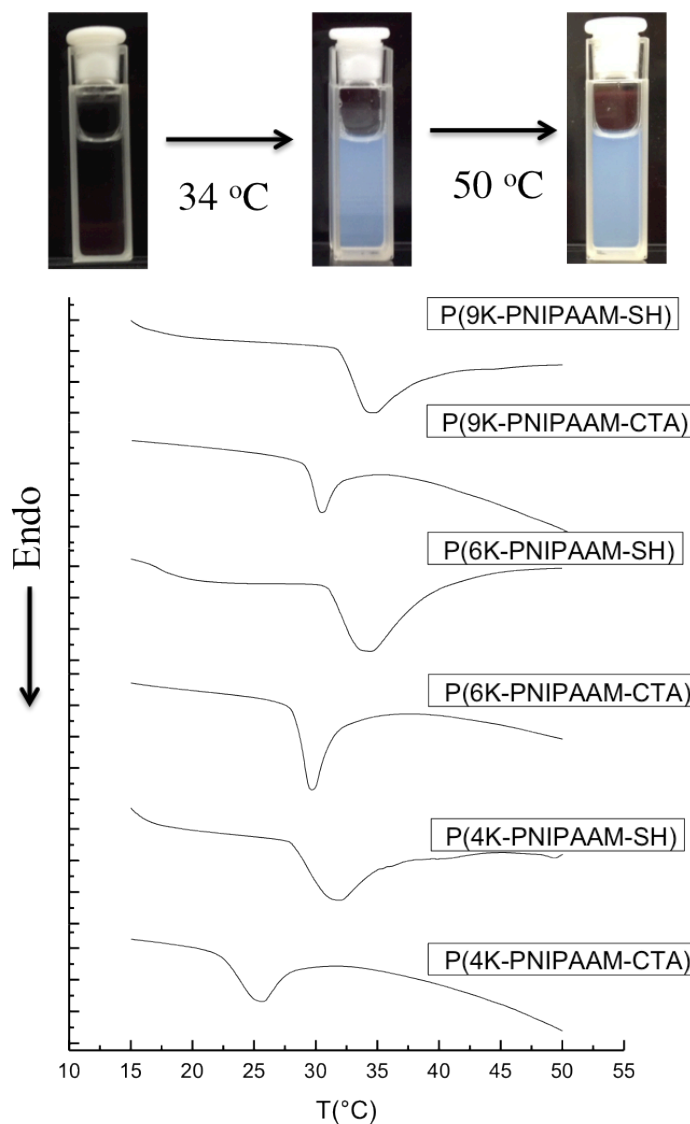 34 °C
50 °C
P(9K-PNIPAAM-SH)
P(9K-PNIPAAM-CTA)
P(6K-PNIPAAM-SH)
P(6K-PNIPAAM-CTA)
P(4K-PNIPAAM-SH)
P(4K-PNIPAAM-CTA)
Endo
10 15 20 25 30 35 40 45 50 55
T(°C)